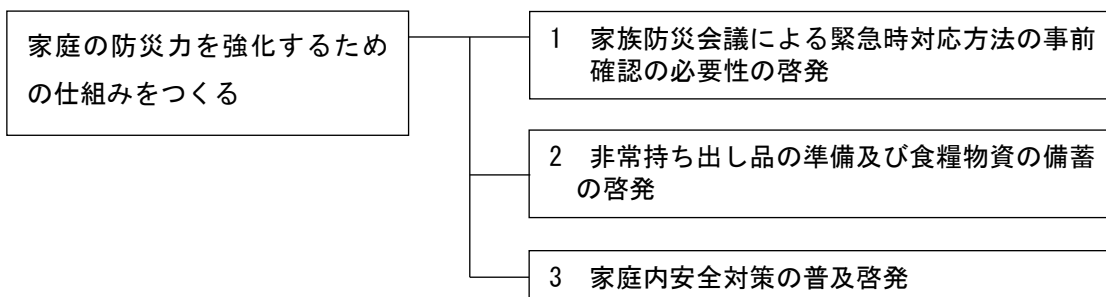 家庭の防災力を強化するため
の仕組みをつくる
1 家族防災会議による緊急時対応方法の事前
確認の必要性の啓発
2 非常持ち出し品の準備及び食糧物資の備蓄
の啓発
3 家庭内安全対策の普及啓発